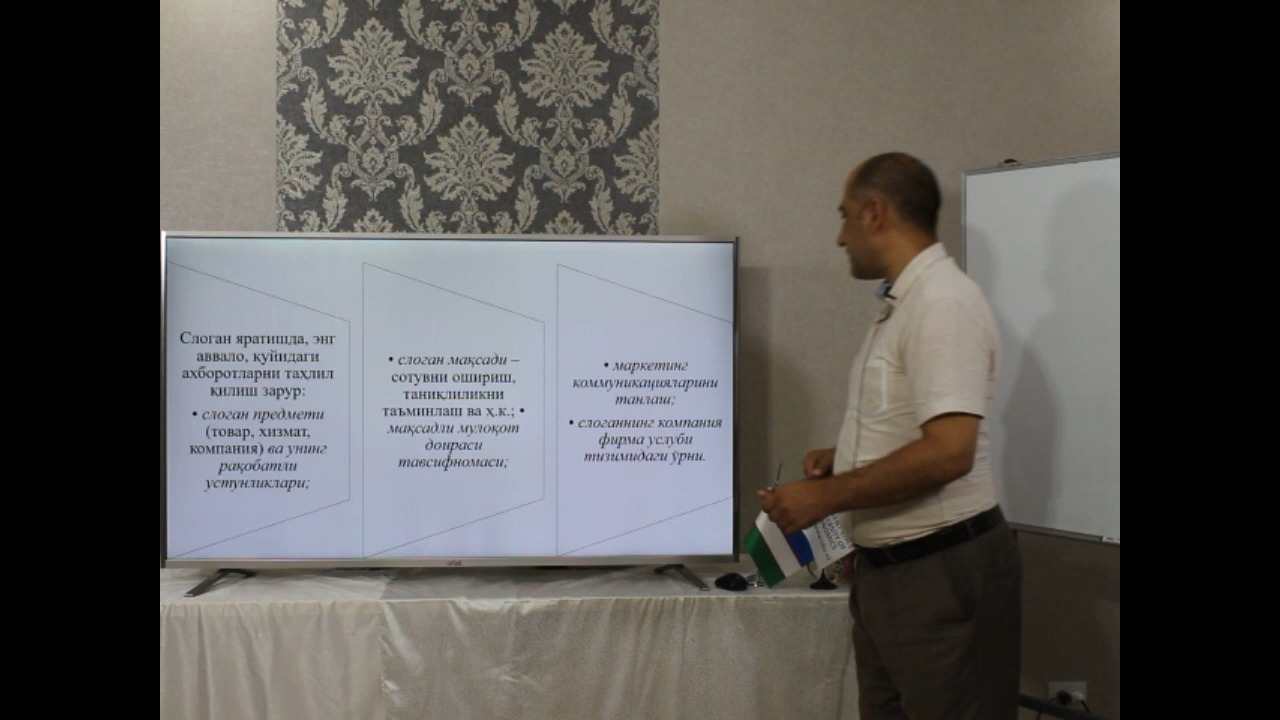 Слоган яратишда, энг
аввало, куйидаги
ахборотларни таҳлил
қилиш зарур:
• слоган предмети
(товар, хизмат,
компания) ва унинг
рақобатли
устунликлари;
• слоган мақсади –
сотувни ошириш,
таниқлиликни
таъминлаш ва ҳ.к.; •
мақсадли мулоқот
доираси
тавсифномаси;
• маркетинг
коммуникацияларини
танлаш;
• слоганнинг компания
фирма услуби
тизимидаги ўрни.